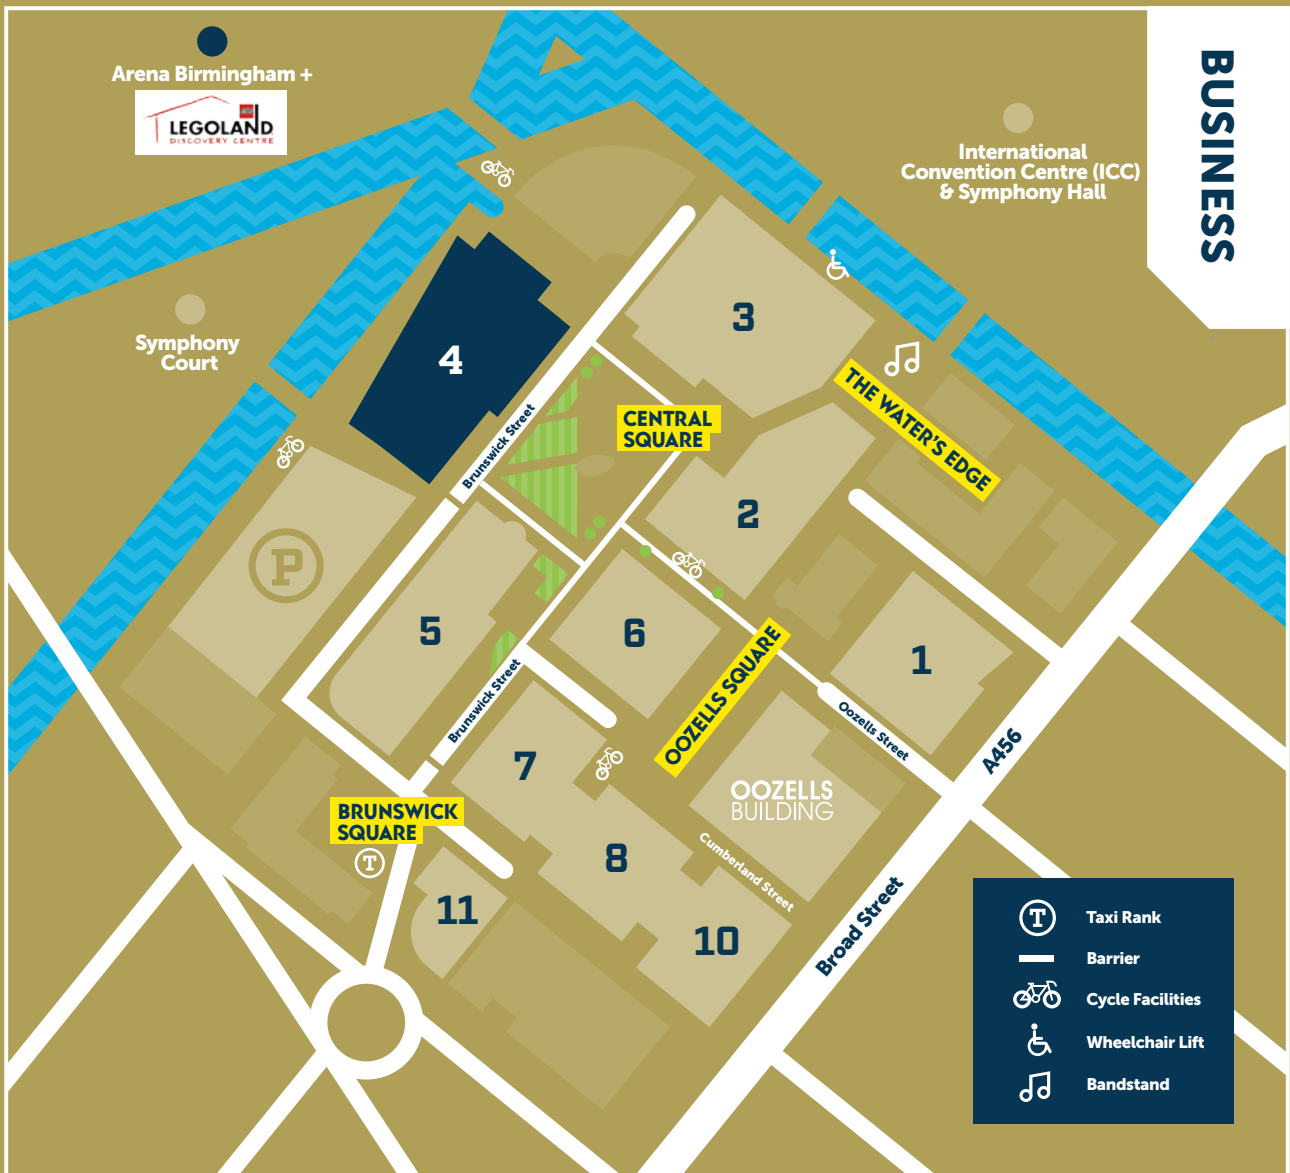 BUSINESS
Arena Birmingham +
LEGOLAND
DISCOVERY CENTRE
International
Convention Centre (ICC)
& Symphony Hall
Symphony
Court
3
4
THE WATER'S EDGE
CENTRAL
SQUARE
Brunswick Street
2
P
5
6
1
OOZELLS SQUARE
Brunswick Street
Oozells Street
A456
7
OOZELLS
BUILDING
BRUNSWICK
SQUARE
T
8
Cumberland Street
11
10
Broad Street
T Taxi Rank
Barrier
Cycle Facilities
Wheelchair Lift
Bandstand